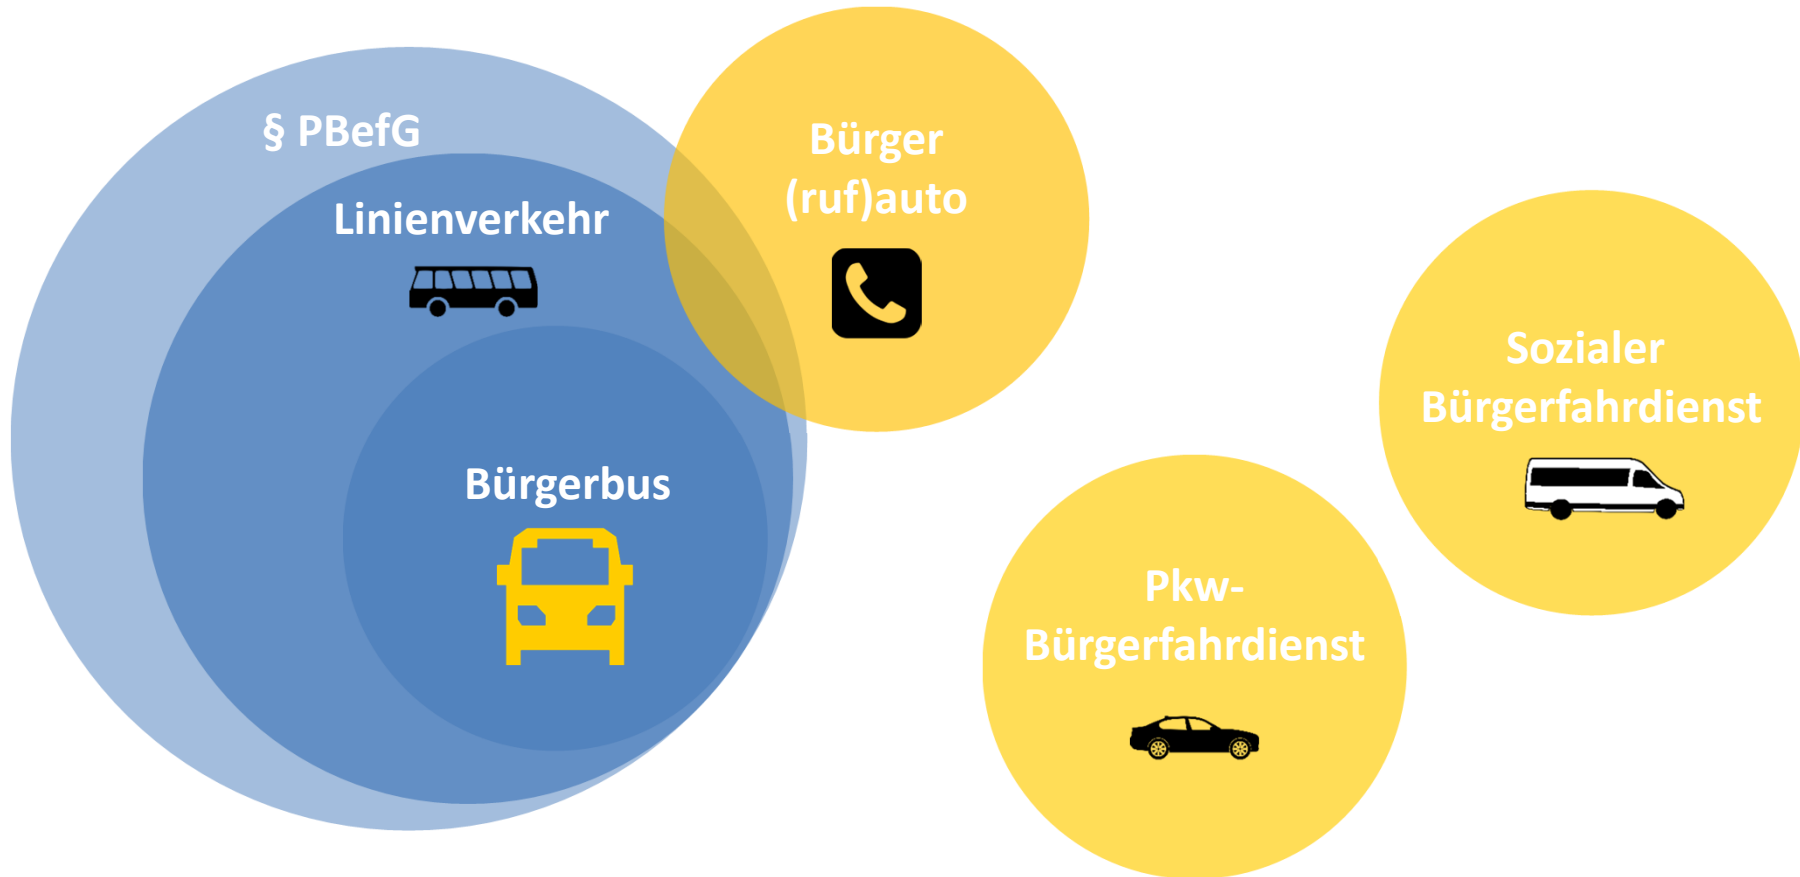 § PBefG
Linienverkehr
Bürgerbus
Bürger
(ruf)auto
Pkw-
Bürgerfahrdienst
Sozialer
Bürgerfahrdienst